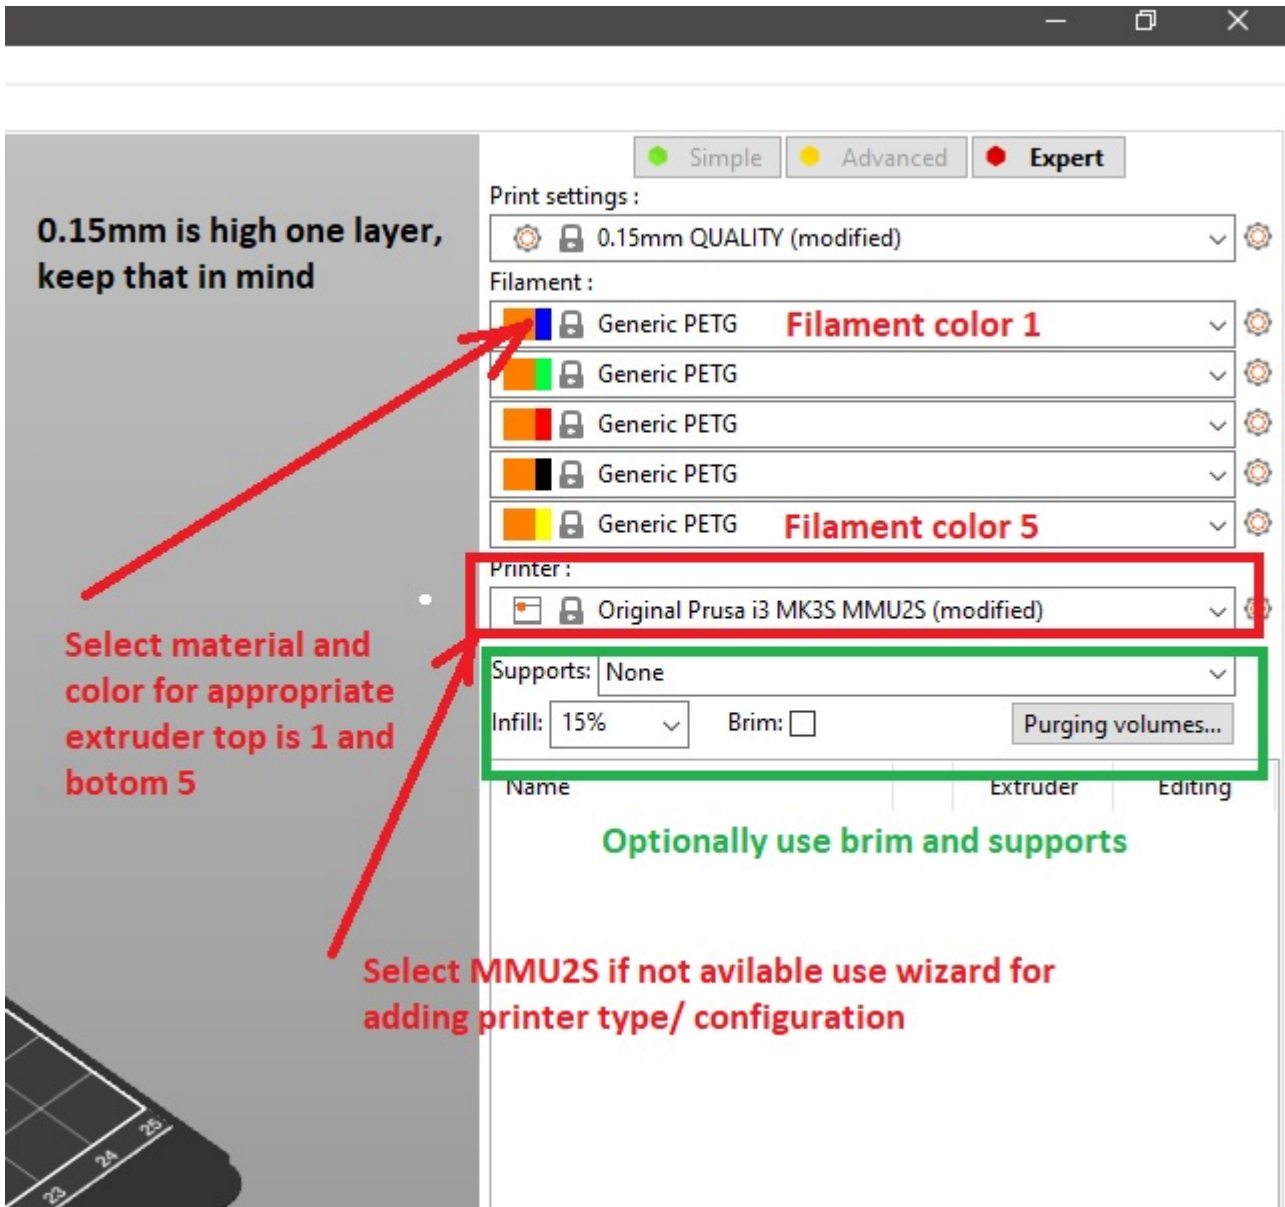 Simple Advanced Expert
Print settings :
0.15mm is high one layer,
keep that in mind
0.15mm QUALITY (modified)
Filament :
Generic PETG Filament color 1
Generic PETG
Generic PETG
Generic PETG
Generic PETG Filament color 5
Printer :
Original Prusa i3 MK3S MMU2S (modified)
Select material and
color for appropriate
extruder top is 1 and
botom 5
Supports: None
Infill: 15% Brim: Purging volumes...
Name Extruder Editing
Optionally use brim and supports
Select MMU2S if not avilable use wizard for
adding printer type/ configuration
25
24
23